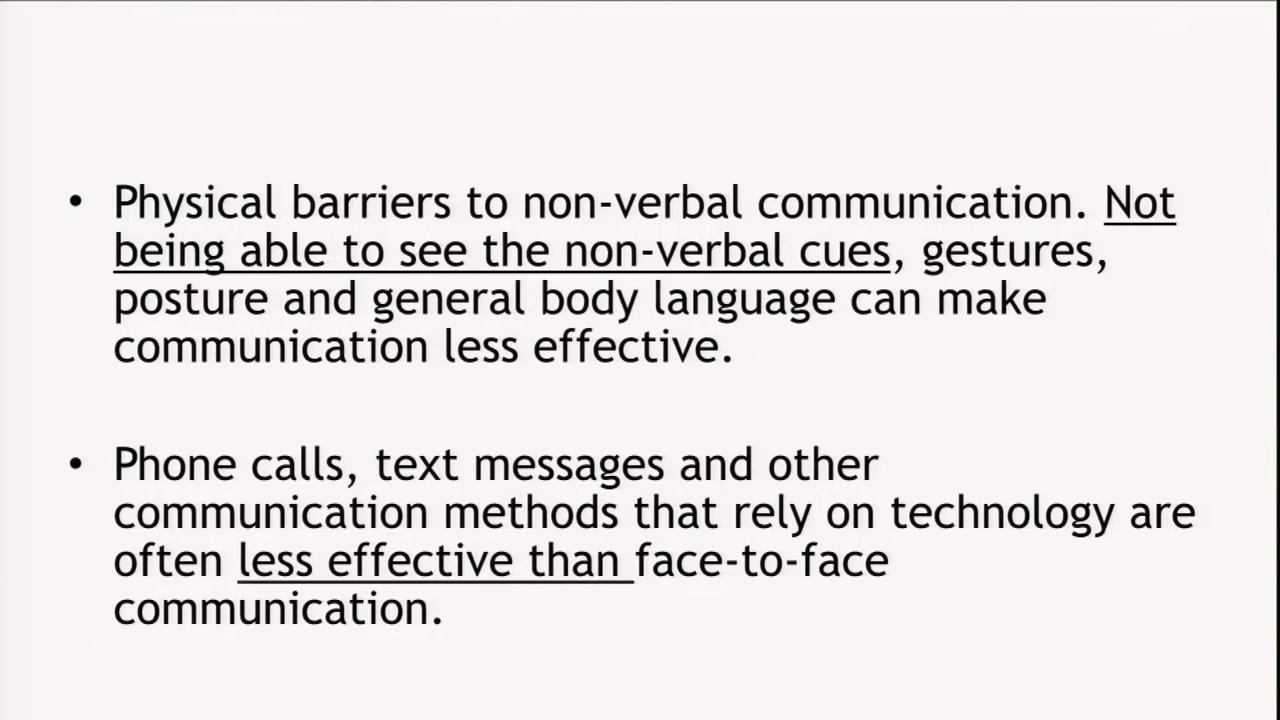 • Physical barriers to non-verbal communication. Not
being able to see the non-verbal cues, gestures,
posture and general body language can make
communication less effective.
• Phone calls, text messages and other
communication methods that rely on technology are
often less effective than face-to-face
communication.